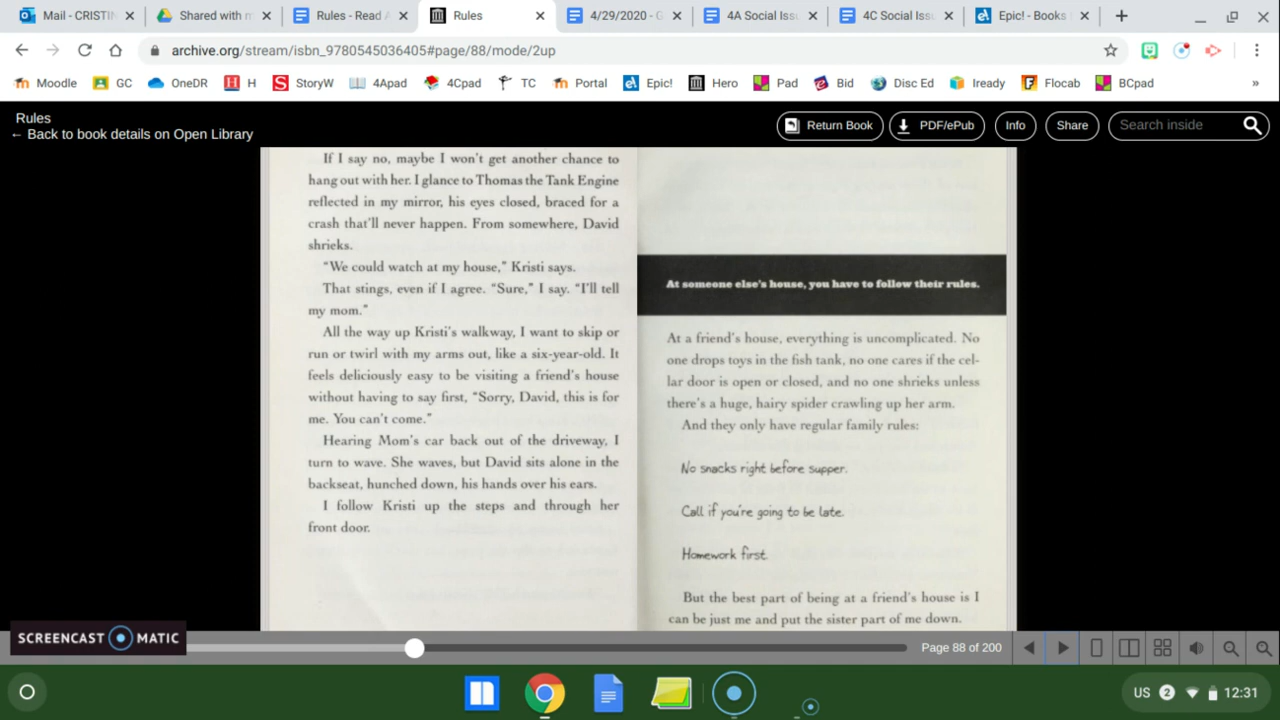 Mail - CRISTIN
Shared with m
Rules - Read A
Rules
4/29/2020 - G
4A Social Issu
4C Social Issu
Epic! - Books
archive.org/stream/isbn_9780545036405#page/88/mode/2up
Moodle
GC
OneDR
H
StoryW
4Apad
4Cpad
TC
Portal
Epic!
Hero
Pad
Bid
Disc Ed
Iready
Flocab
BCpad
»
Rules
← Back to book details on Open Library
Return Book
PDF/ePub
Info
Share
Search inside
If I say no, maybe I won't get another chance to
hang out with her. I glance to Thomas the Tank Engine
reflected in my mirror, his eyes closed, braced for a
crash that'll never happen. From somewhere, David
shrieks.
"We could watch at my house," Kristi says.
That stings, even if I agree. "Sure," I say. "I'll tell
my mom."
All the way up Kristi's walkway, I want to skip or
run or twirl with my arms out, like a six-year-old. It
feels deliciously easy to be visiting a friend's house
without having to say first, "Sorry, David, this is for
me. You can't come."
Hearing Mom's car back out of the driveway, I
turn to wave. She waves, but David sits alone in the
backseat, hunched down, his hands over his ears.
I follow Kristi up the steps and through her
front door.
At someone else's house, you have to follow their rules.
At a friend's house, everything is uncomplicated. No
one drops toys in the fish tank, no one cares if the cel-
lar door is open or closed, and no one shrieks unless
there's a huge, hairy spider crawling up her arm.
And they only have regular family rules:
No snacks right before supper.
Call if you're going to be late.
Homework first.
But the best part of being at a friend's house is I
can be just me and put the sister part of me down.
SCREENCAST MATIC
Page 88 of 200
US 2 12:31